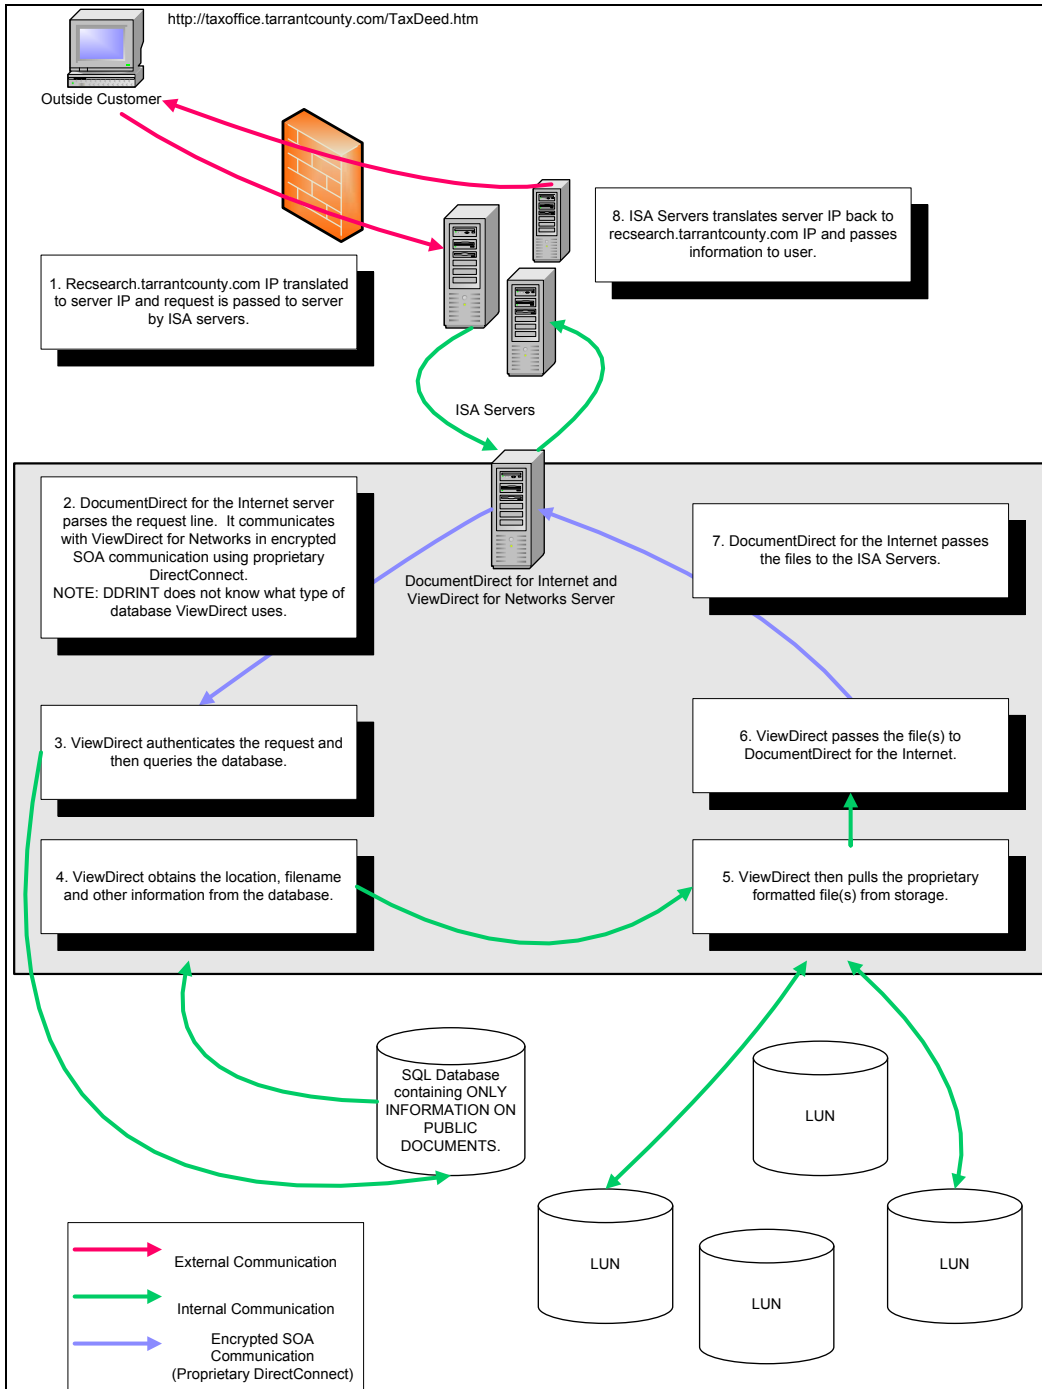 http://taxoffice.tarrantcounty.com/TaxDeed.htm
Outside Customer
8. ISA Servers translates server IP back to
recsearch.tarrantcounty.com IP and passes
information to user.
1. Recsearch.tarrantcounty.com IP translated
to server IP and request is passed to server
by ISA servers.
ISA Servers
2. DocumentDirect for the Internet server
parses the request line. It communicates
with ViewDirect for Networks in encrypted
SOA communication using proprietary
DirectConnect.
NOTE: DDRINT does not know what type of
database ViewDirect uses.
DocumentDirect for Internet and
ViewDirect for Networks Server
7. DocumentDirect for the Internet passes
the files to the ISA Servers.
3. ViewDirect authenticates the request and
then queries the database.
6. ViewDirect passes the file(s) to
DocumentDirect for the Internet.
4. ViewDirect obtains the location, filename
and other information from the database.
5. ViewDirect then pulls the proprietary
formatted file(s) from storage.
SQL Database
containing ONLY
INFORMATION ON
PUBLIC
DOCUMENTS.
LUN
LUN
LUN
LUN
External Communication
Internal Communication
Encrypted SOA
Communication
(Proprietary DirectConnect)